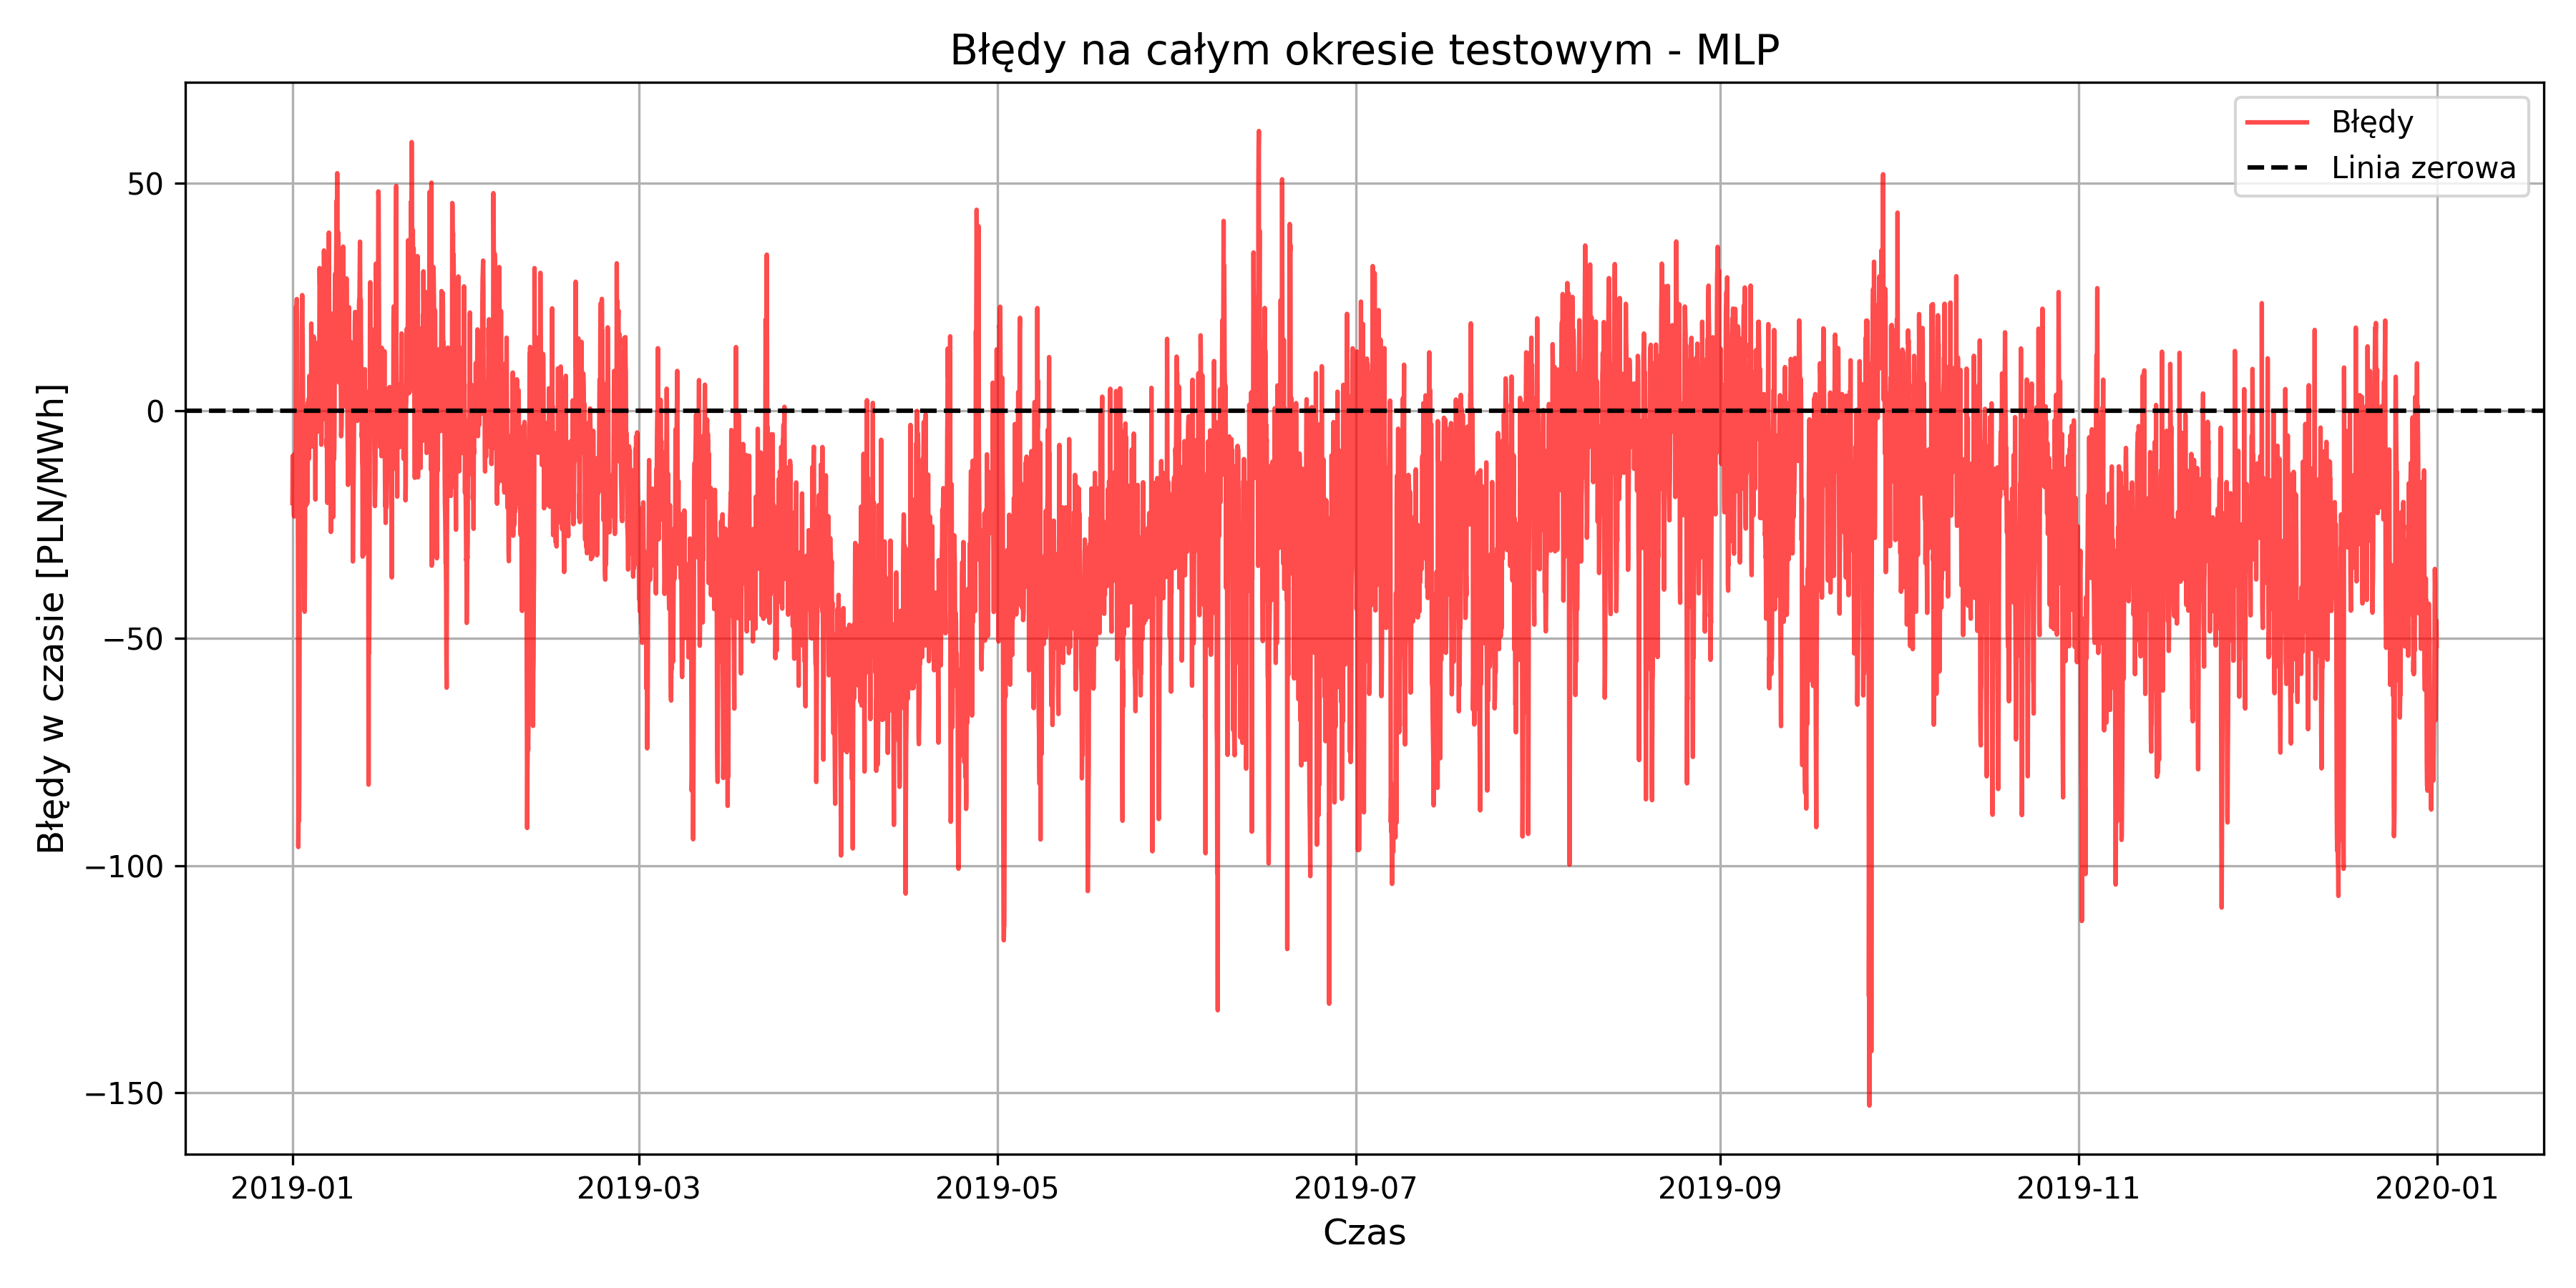 Błędy na całym okresie testowym - MLP
Błędy
Linia zerowa
Błędy w czasie [PLN/MWh]
50
0
−50
−100
−150
2019-01
2019-03
2019-05
2019-07
2019-09
2019-11
2020-01
Czas